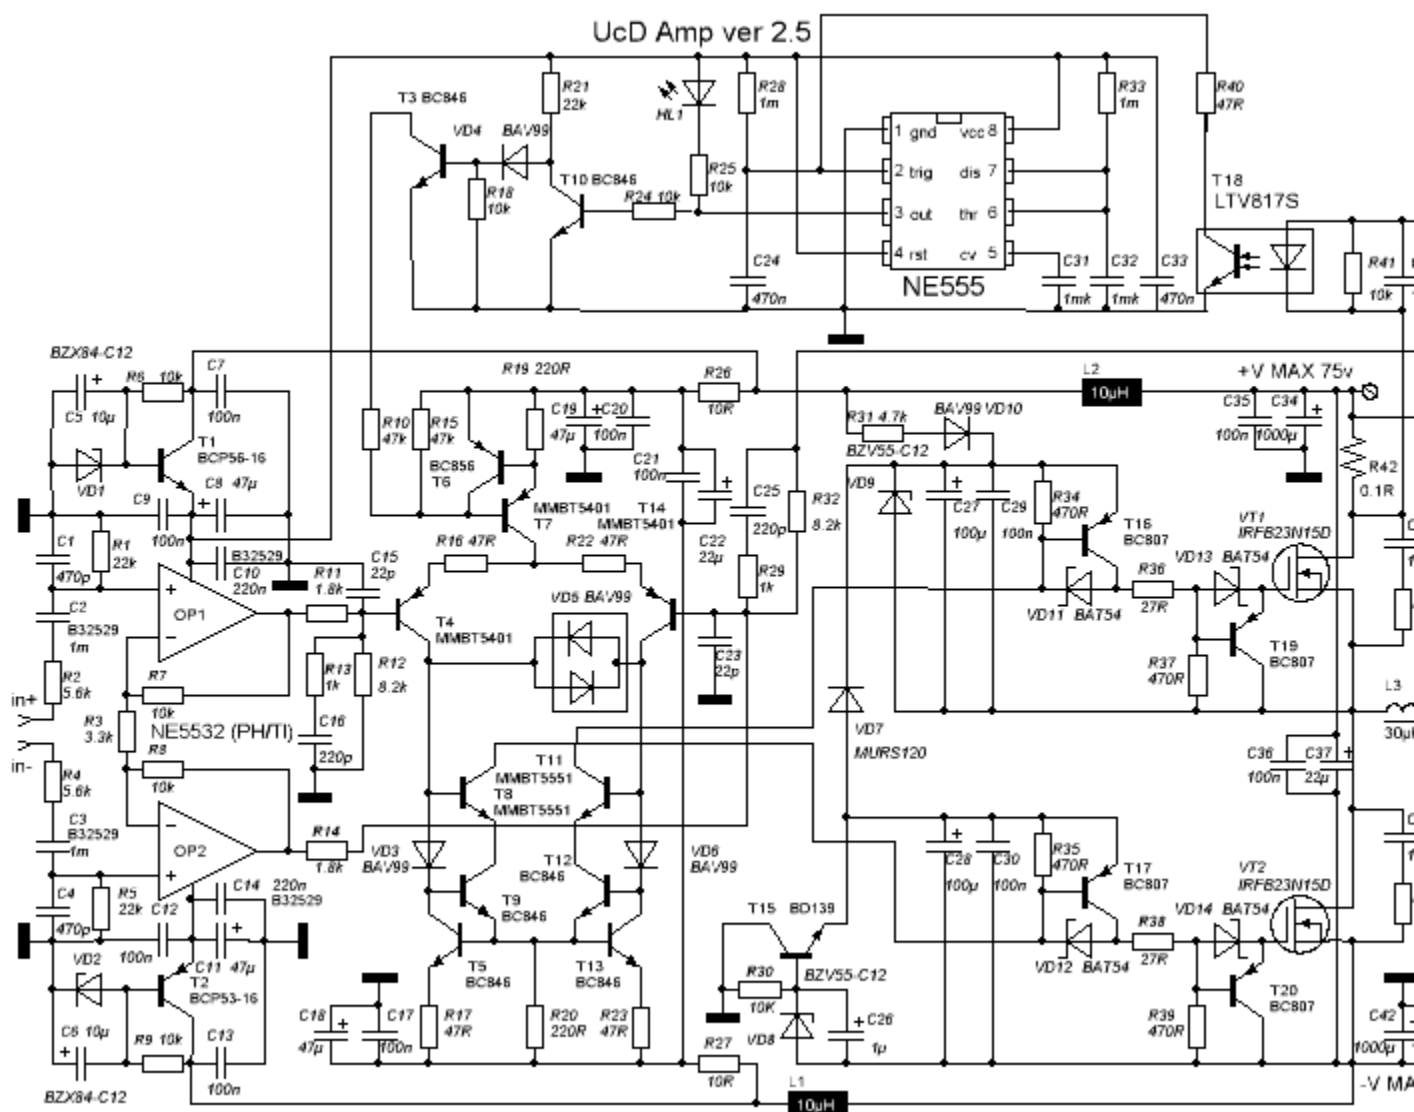 UcD Amp ver 2.5
T3 BC846
VD4
BAV99
R21
22k
HL1
R28
1m
R33
1m
R40
47R
R18
10k
T10 BC846
R24 10k
R25
10k
1 gnd
vcc 8
2 trig
dis 7
3 out
thr 6
4 rst
cv 5
NE555
C24
470n
C31
1mk
C32
1mk
C33
470n
T18
LTV817S
R41
10k
BZX84-C12
R6
10k
C7
100n
C5 10µ
VD1
T1
BCP56-16
C8 47µ
C9
100n
C1
470p
R1
22k
B32529
C10
220n
R11
1.8k
C15
22p
C2
B32529
1m
OP1
R2
5.6k
R7
10k
in+
in-
R3
3.3k
NE5532 (PH/TI)
R8
10k
R13
1k
R12
8.2k
C16
220p
R4
5.6k
C3
B32529
1m
OP2
R14
1.8k
C4
470p
R5
22k
C12
100n
C14
220n
B32529
C11
47µ
VD2
T2
BCP53-16
C6 10µ
R9 10k
C13
100n
BZX84-C12
R19 220R
R10
47k
R15
47k
BC856
T6
C19
47µ
C20
100n
R26
10R
MMBT5401
T7
C21
100n
T14
MMBT5401
C22
22µ
C25
220p
R32
8.2k
R16 47R
R22 47R
R29
1k
T4
MMBT5401
VD5 BAV99
C23
22p
T11
MMBT5551
T8
MMBT5551
VD3
BAV99
T12
BC846
VD6
BAV99
T9
BC846
T5
BC846
T13
BC846
C18
47µ
C17
100n
R17
47R
R20
220R
R23
47R
R27
10R
L1
10µH
L2
10µH
+V MAX 75v
R31 4.7k
BAV99 VD10
BZV55-C12
VD9
C27
100µ
C29
100n
R34
470R
T16
BC807
VD11 BAT54
R36
27R
VD13 BAT54
VT1
IRFB23N15D
C35
100n
C34
1000µ
R42
0.1R
R37
470R
T19
BC807
L3
30µ
VD7
MURS120
C36
100n
C37
22µ
T15
BD139
R30
10K
BZV55-C12
VD8
C26
1µ
C28
100µ
C30
100n
R35
470R
T17
BC807
VD12
BAT54
R38
27R
VD14
BAT54
VT2
IRFB23N15D
R39
470R
T20
BC807
C42
1000µ
-V MA